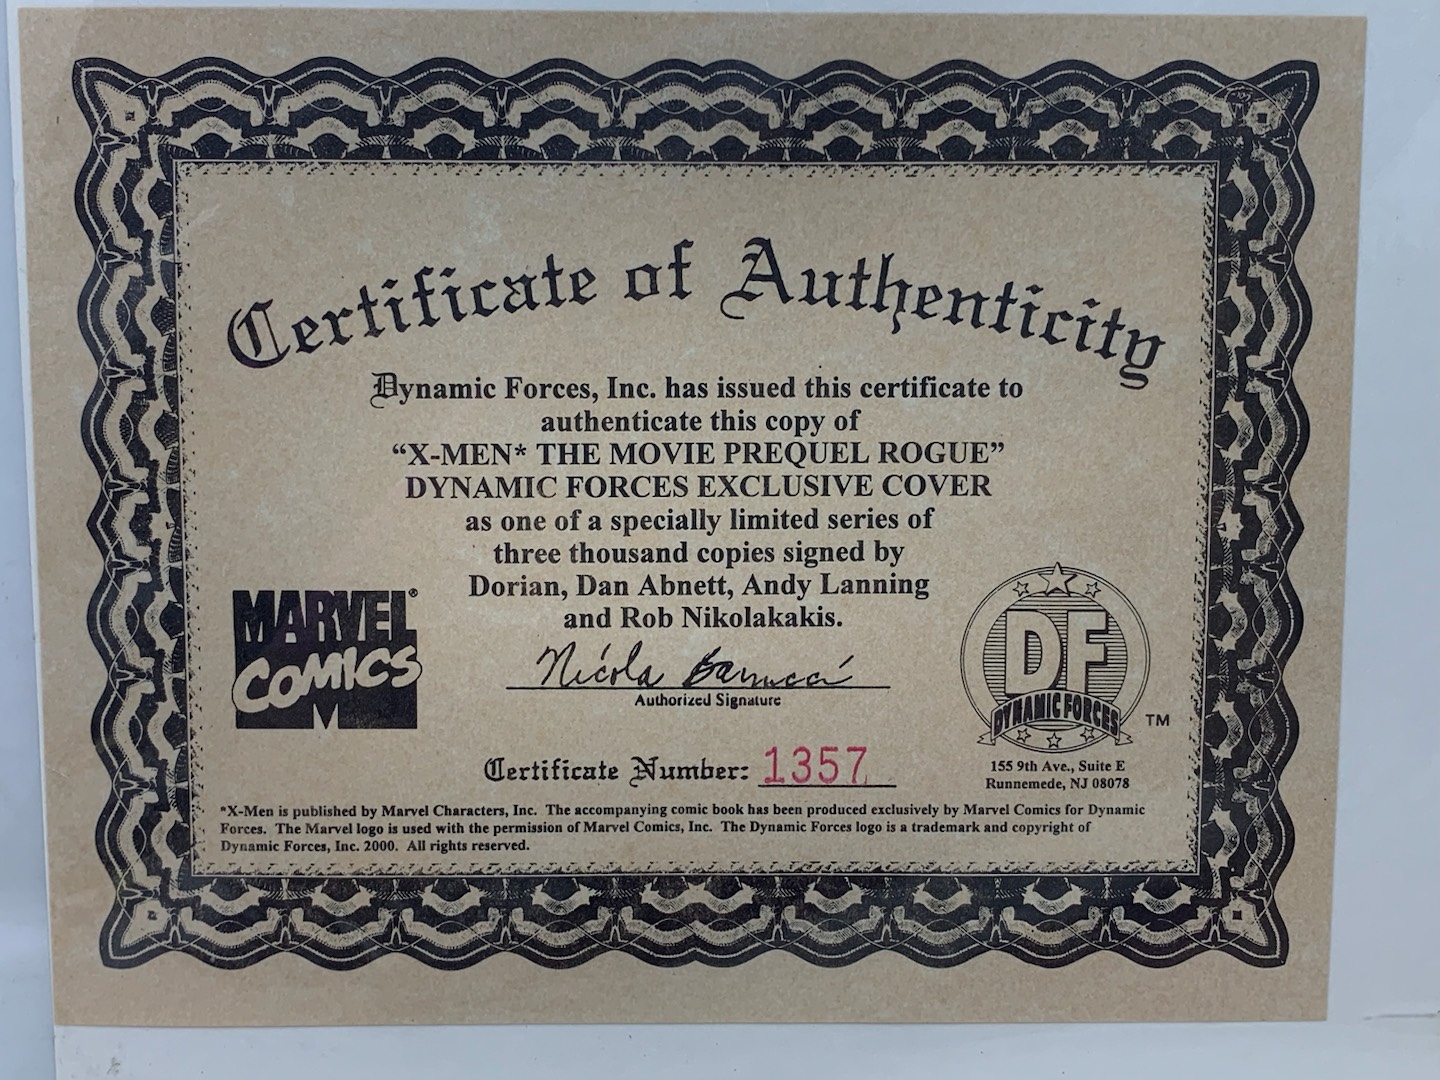 Certificate of Authenticity
Dynamic Forces, Inc. has issued this certificate to
authenticate this copy of
“X-MEN* THE MOVIE PREQUEL ROGUE”
DYNAMIC FORCES EXCLUSIVE COVER
as one of a specially limited series of
three thousand copies signed by
Dorian, Dan Abnett, Andy Lanning
and Rob Nikolakakis.
MARVEL®
COMICS
Nicola Barrucci
Authorized Signature
DF
DYNAMIC FORCES
TM
155 9th Ave., Suite E
Runnemede, NJ 08078
Certificate Number: 1357
*X-Men is published by Marvel Characters, Inc. The accompanying comic book has been produced exclusively by Marvel Comics for Dynamic
Forces. The Marvel logo is used with the permission of Marvel Comics, Inc. The Dynamic Forces logo is a trademark and copyright of
Dynamic Forces, Inc. 2000. All rights reserved.